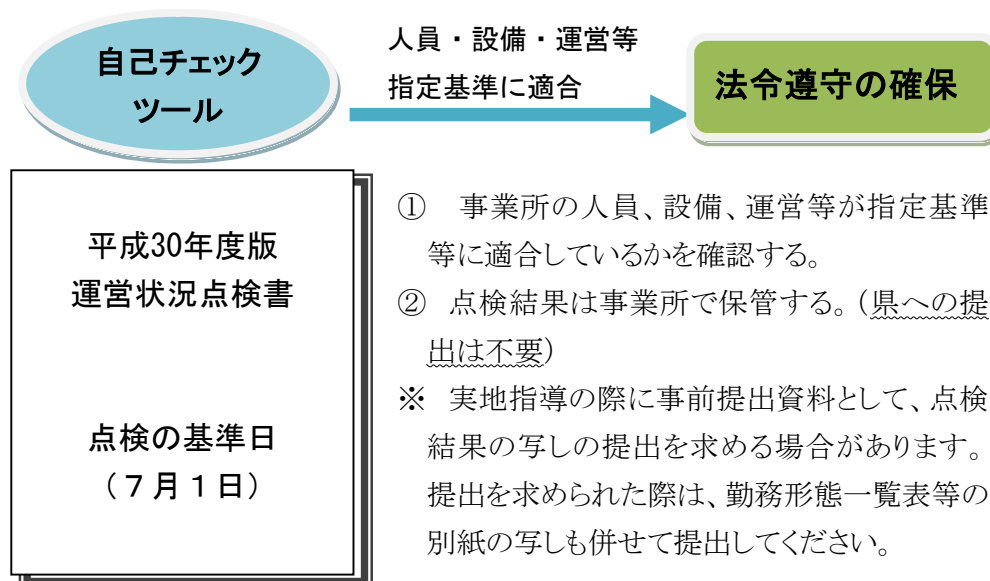 自己チェック
ツール
人員・設備・運営等
指定基準に適合
法令遵守の確保
平成30年度版
運営状況点検書
点検の基準日
（７月１日）
①　事業所の人員、設備、運営等が指定基準
等に適合しているかを確認する。
②　点検結果は事業所で保管する。（県への提
出は不要）
※　実地指導の際に事前提出資料として、点検
結果の写しの提出を求める場合があります。
提出を求められた際は、勤務形態一覧表等の
別紙の写しも併せて提出してください。